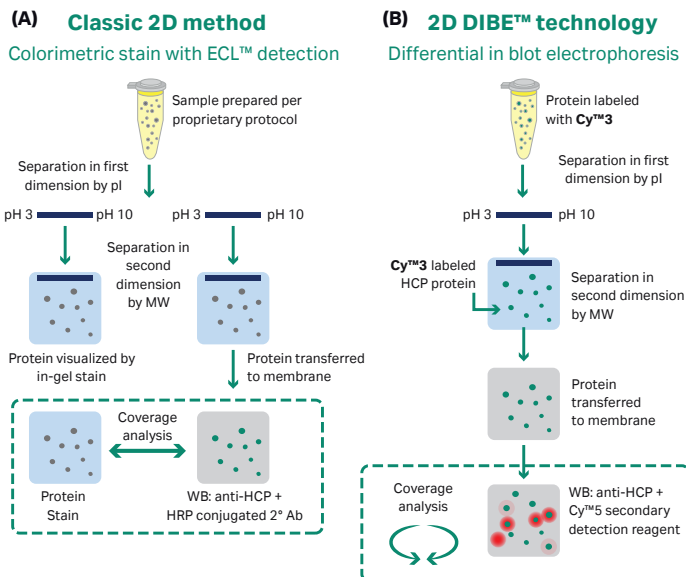 (A) Classic 2D method
Colorimetric stain with ECL™ detection
Sample prepared per
proprietary protocol
Separation in first
dimension by pI
pH 3
pH 10
pH 3
pH 10
Separation in
second
dimension
by MW
Protein visualized by
in-gel stain
Protein transferred
to membrane
Coverage
analysis
Protein
Stain
WB: anti-HCP +
HRP conjugated 2° Ab
(B) 2D DIBE™ technology
Differential in blot electrophoresis
Protein labeled
with Cy™3
Separation in first
dimension by pI
pH 3
pH 10
Cy™3 labeled
HCP protein
Separation in
second dimension
by MW
Protein
transferred
to membrane
Coverage
analysis
WB: anti-HCP +
Cy™5 secondary
detection reagent